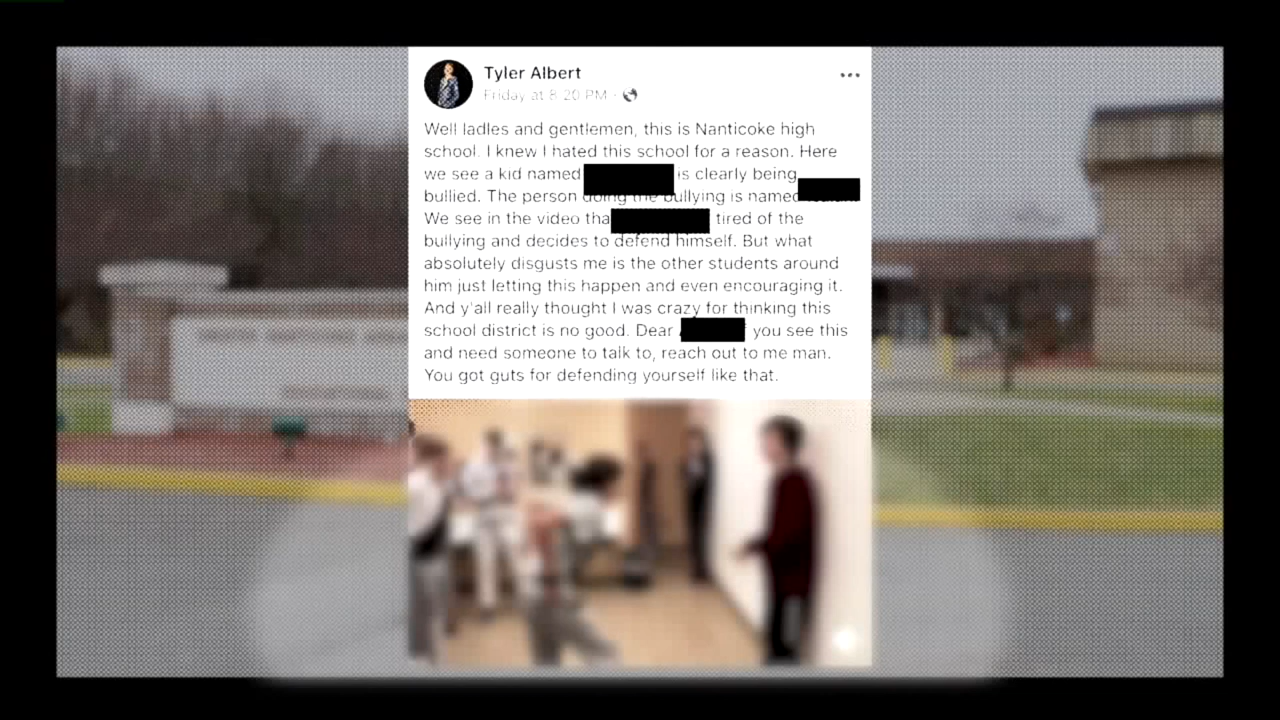 Tyler Albert
Friday at 8:20 PM ·
Well ladies and gentlemen, this is Nanticoke high
school. I knew I hated this school for a reason. Here
we see a kid named is clearly being
bullied. The person doing the bullying is named
We see in the video tha tired of the
bullying and decides to defend himself. But what
absolutely disgusts me is the other students around
him just letting this happen and even encouraging it.
And y'all really thought I was crazy for thinking this
school district is no good. Dear you see this
and need someone to talk to, reach out to me man.
You got guts for defending yourself like that.